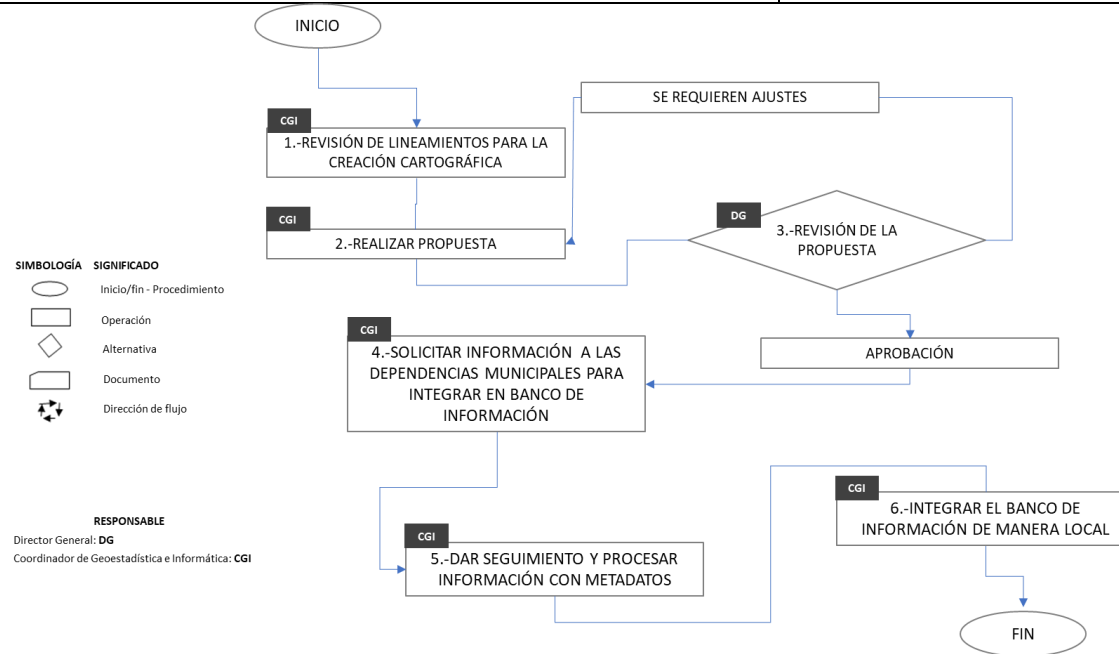 INICIO
SE REQUIEREN AJUSTES
CGI
1.-REVISIÓN DE LINEAMIENTOS PARA LA
CREACIÓN CARTOGRÁFICA
CGI
2.-REALIZAR PROPUESTA
DG
3.-REVISIÓN DE LA
PROPUESTA
SIMBOLOGÍA SIGNIFICADO
Inicio/fin - Procedimiento
Operación
Alternativa
Documento
Dirección de flujo
CGI
4.-SOLICITAR INFORMACIÓN A LAS
DEPENDENCIAS MUNICIPALES PARA
INTEGRAR EN BANCO DE
INFORMACIÓN
APROBACIÓN
RESPONSABLE
Director General: DG
Coordinador de Geoestadística e Informática: CGI
CGI
5.-DAR SEGUIMIENTO Y PROCESAR
INFORMACIÓN CON METADATOS
CGI
6.-INTEGRAR EL BANCO DE
INFORMACIÓN DE MANERA LOCAL
FIN